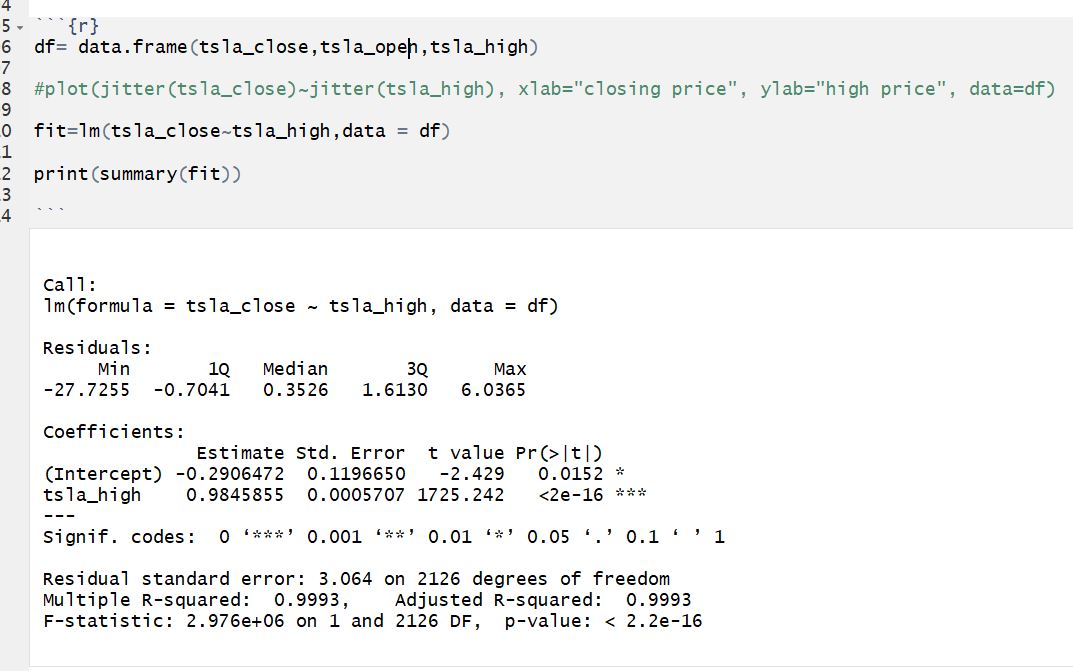 4
5 ```{r}
6 df= data.frame(tsla_close,tsla_open,tsla_high)
7
8 #plot(jitter(tsla_close)~jitter(tsla_high), xlab="closing price", ylab="high price", data=df)
9
0 fit=lm(tsla_close~tsla_high,data = df)
1
2 print(summary(fit))
3
4 ```
Call:
lm(formula = tsla_close ~ tsla_high, data = df)
Residuals:
Min 1Q Median 3Q Max
-27.7255 -0.7041 0.3526 1.6130 6.0365
Coefficients:
Estimate Std. Error t value Pr(>|t|)
(Intercept) -0.2906472 0.1196650 -2.429 0.0152 *
tsla_high 0.9845855 0.0005707 1725.242 <2e-16 ***
---
Signif. codes: 0 ‘***’ 0.001 ‘**’ 0.01 ‘*’ 0.05 ‘.’ 0.1 ‘ ’ 1
Residual standard error: 3.064 on 2126 degrees of freedom
Multiple R-squared: 0.9993, Adjusted R-squared: 0.9993
F-statistic: 2.976e+06 on 1 and 2126 DF, p-value: < 2.2e-16